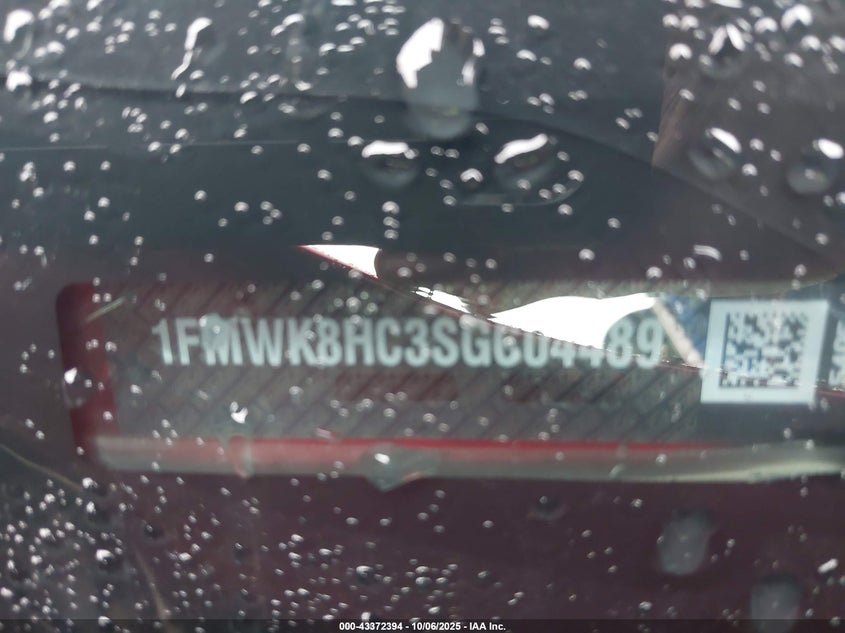 1FMWK8HC3SGC04489
000-43372394 - 10/06/2025 - IAA Inc.